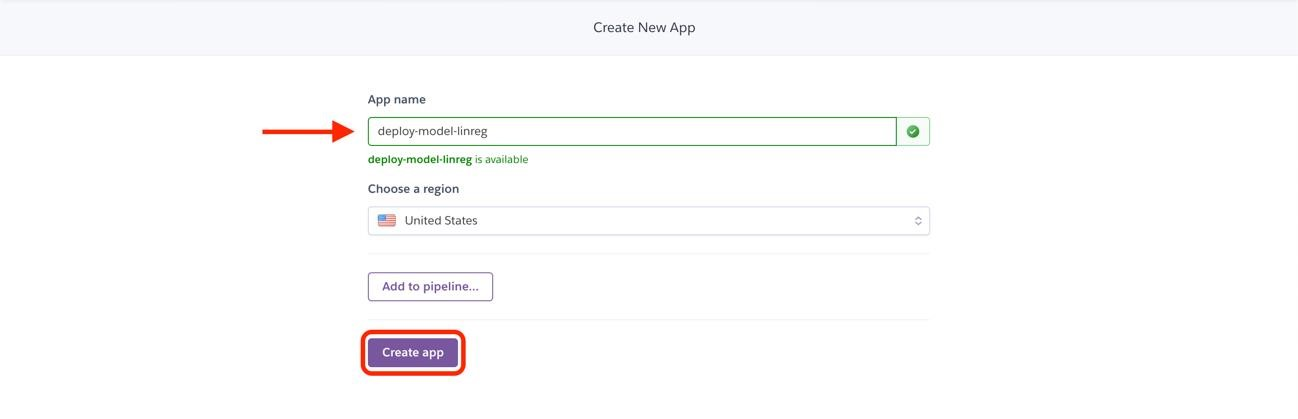 Create New App
App name
deploy-model-linreg
deploy-model-linreg is available
Choose a region
United States
Add to pipeline...
Create app